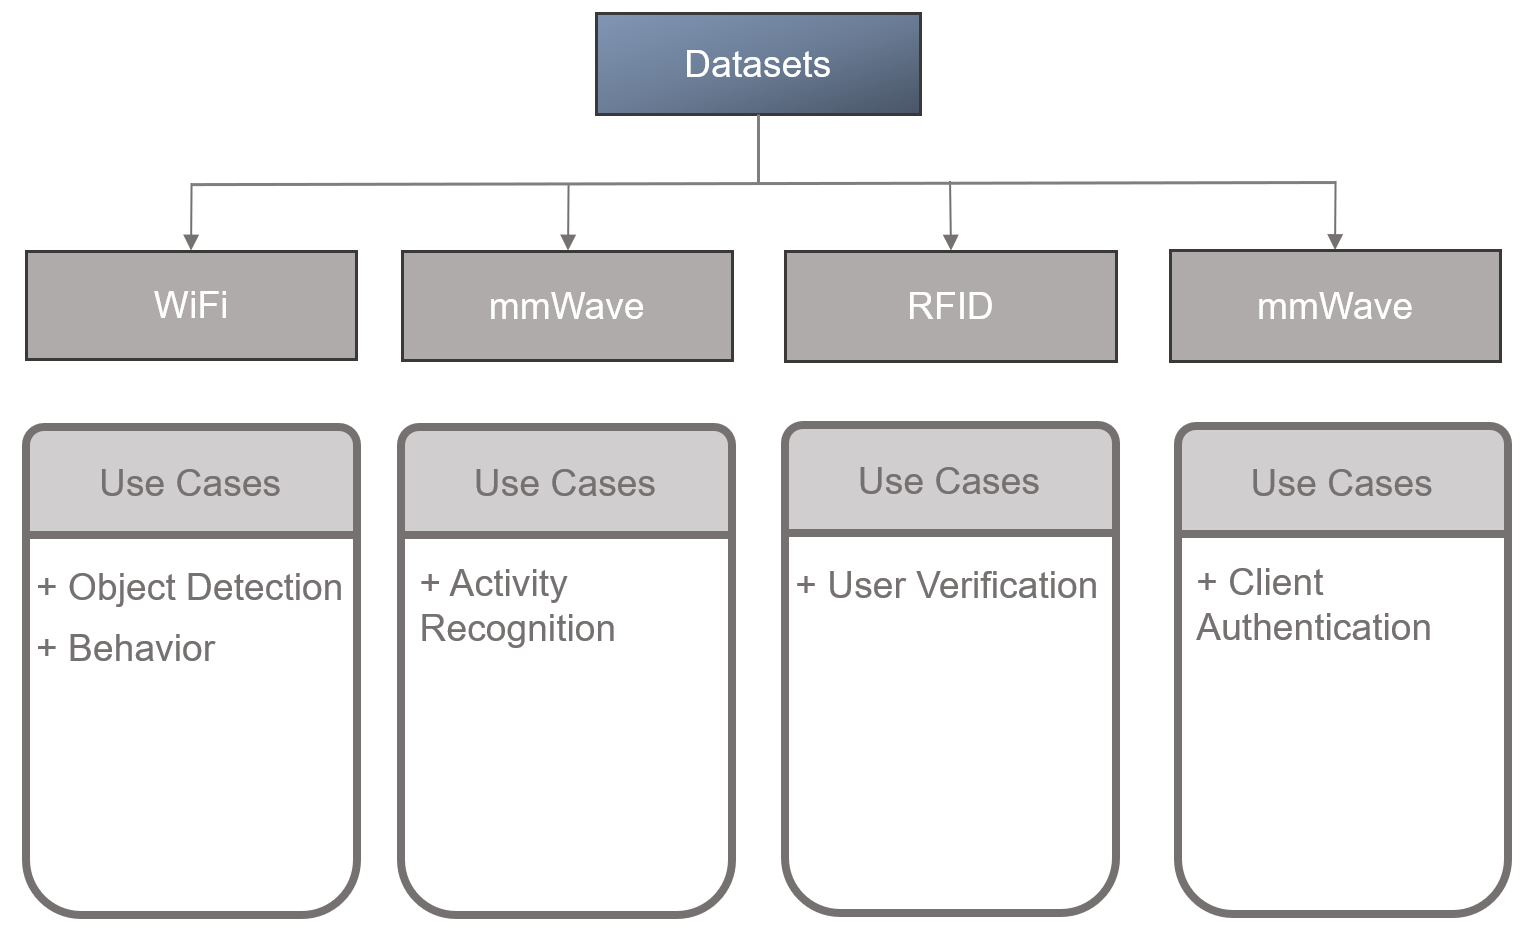 Datasets
WiFi
mmWave
RFID
mmWave
Use Cases
+ Object Detection
+ Behavior
Use Cases
+ Activity
Recognition
Use Cases
+ User Verification
Use Cases
+ Client
Authentication